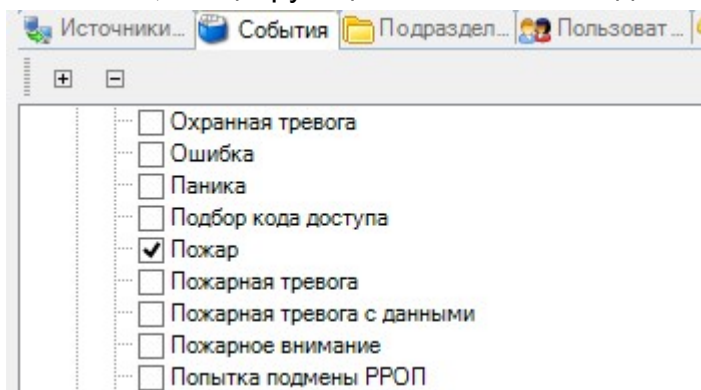 Источники... События Подраздел... Пользоват ...
Охранная тревога
Ошибка
Паника
Подбор кода доступа
Пожар
Пожарная тревога
Пожарная тревога с данными
Пожарное внимание
Попытка подмены РРОП